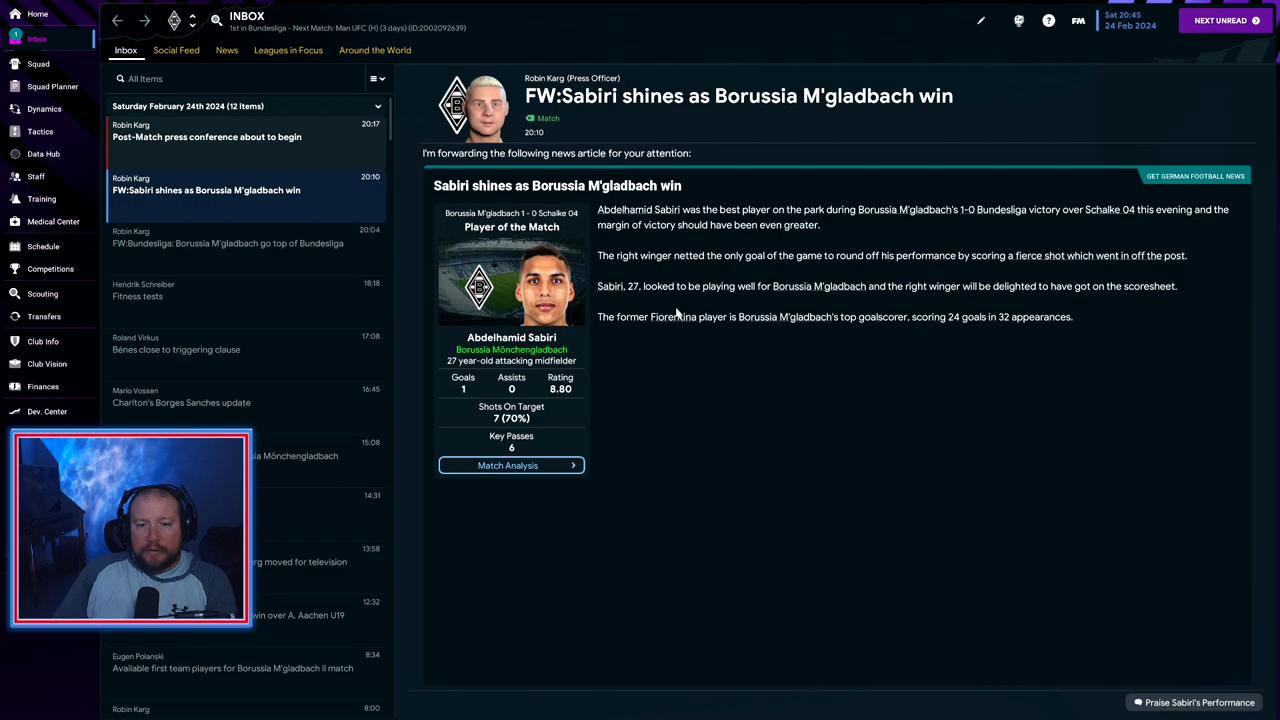 Home
1
Inbox
Squad
Squad Planner
Dynamics
Tactics
Data Hub
Staff
Training
Medical Center
Schedule
Competitions
Scouting
Transfers
Club Info
Club Vision
Finances
Dev. Center
INBOX
1st in Bundesliga - Next Match: Man UFC (H) (3 days) (ID:2002092639)
FM
Sat 20:45
24 Feb 2024
NEXT UNREAD
Inbox
Social Feed
News
Leagues in Focus
Around the World
All Items
Saturday February 24th 2024 (12 items)
Robin Karg
20:17
Post-Match press conference about to begin
Robin Karg
20:10
FW:Sabiri shines as Borussia M'gladbach win
Robin Karg
20:04
FW:Bundesliga: Borussia M'gladbach go top of Bundesliga
Hendrik Schreiber
18:18
Fitness tests
Roland Virkus
17:08
Bénes close to triggering clause
Mario Vossen
16:45
Charlton's Borges Sanches update
15:08
sia Mönchengladbach
14:31
13:58
rg moved for television
12:32
win over A. Aachen U19
Eugen Polanski
8:34
Available first team players for Borussia M'gladbach II match
Robin Karg
8:00
Robin Karg (Press Officer)
FW:Sabiri shines as Borussia M'gladbach win
Match
20:10
I'm forwarding the following news article for your attention:
GET GERMAN FOOTBALL NEWS
Sabiri shines as Borussia M'gladbach win
Borussia M'gladbach 1 - 0 Schalke 04
Player of the Match
Abdelhamid Sabiri
Borussia Mönchengladbach
27 year-old attacking midfielder
Goals
Assists
Rating
1
0
8.80
Shots On Target
7 (70%)
Key Passes
6
Match Analysis
Abdelhamid Sabiri was the best player on the park during Borussia M'gladbach's 1-0 Bundesliga victory over Schalke 04 this evening and the
margin of victory should have been even greater.
The right winger netted the only goal of the game to round off his performance by scoring a fierce shot which went in off the post.
Sabiri, 27, looked to be playing well for Borussia M'gladbach and the right winger will be delighted to have got on the scoresheet.
The former Fiorentina player is Borussia M'gladbach's top goalscorer, scoring 24 goals in 32 appearances.
Praise Sabiri's Performance